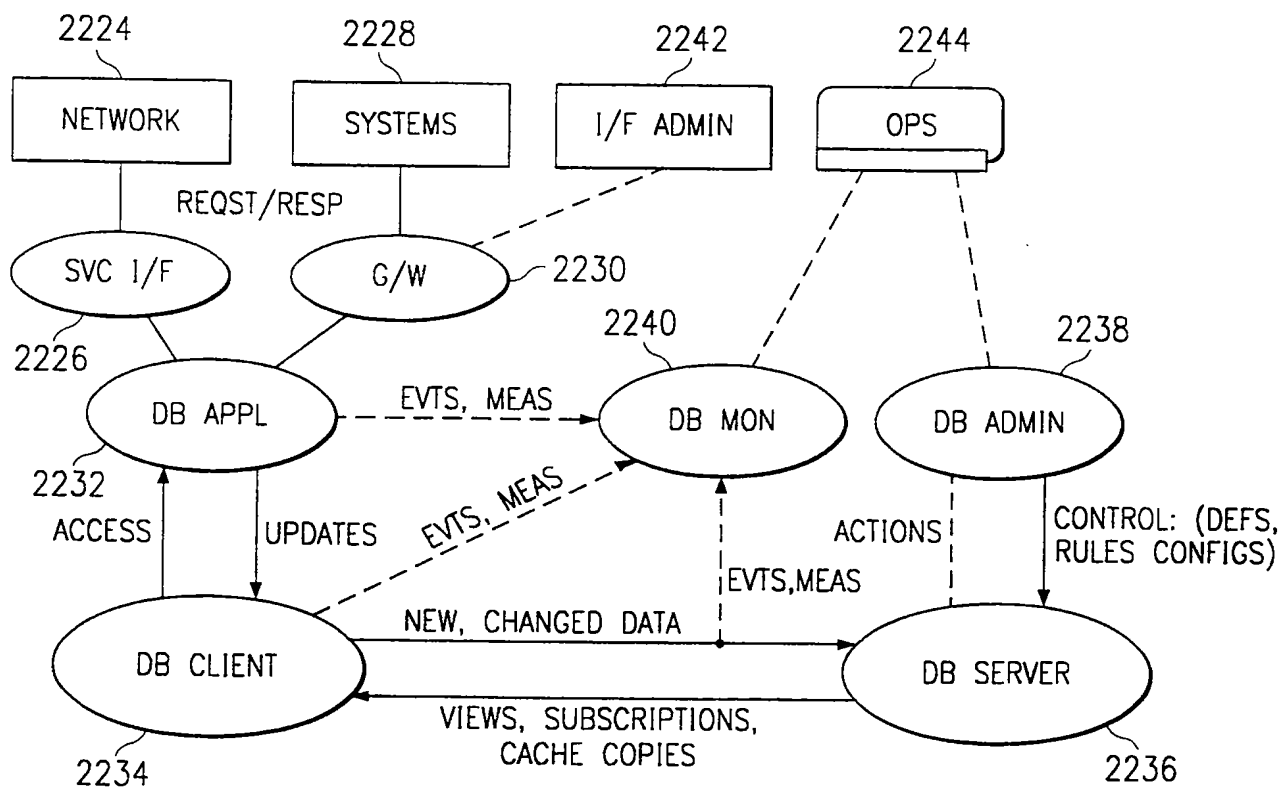 2224
2228
2242
2244
NETWORK
SYSTEMS
I/F ADMIN
OPS
REQST/RESP
SVC I/F
G/W
2230
2226
2240
2238
DB APPL
EVTS, MEAS
DB MON
DB ADMIN
2232
ACCESS
UPDATES
EVTS, MEAS
ACTIONS
CONTROL: (DEFS,
RULES CONFIGS)
EVTS,MEAS
NEW, CHANGED DATA
DB CLIENT
DB SERVER
VIEWS, SUBSCRIPTIONS,
CACHE COPIES
2234
2236